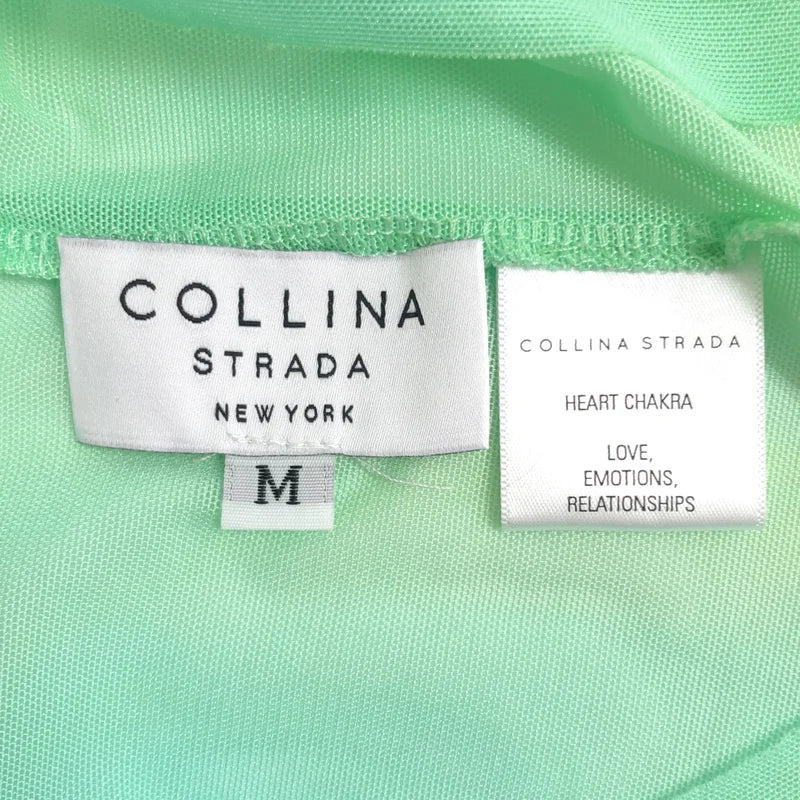 COLLINA
STRADA
NEW YORK
M
COLLINA STRADA
HEART CHAKRA
LOVE,
EMOTIONS,
RELATIONSHIPS